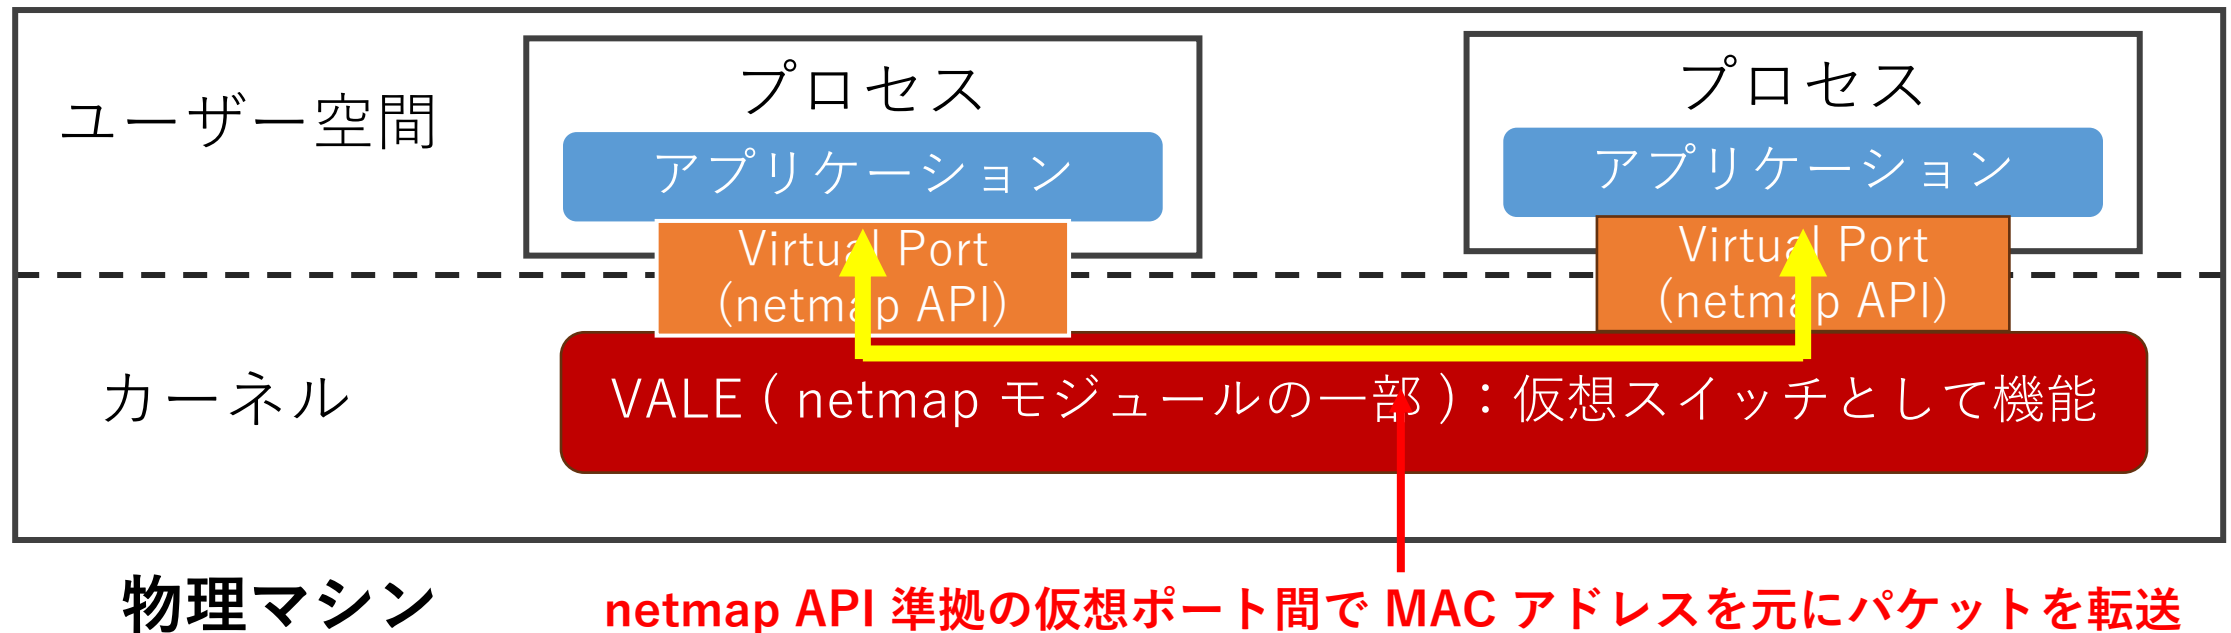 ユーザー空間
プロセス
アプリケーション
Virtual Port
(netmap API)
プロセス
アプリケーション
Virtual Port
(netmap API)
カーネル
VALE ( netmap モジュールの一部 )：仮想スイッチとして機能
物理マシン
netmap API 準拠の仮想ポート間で MAC アドレスを元にパケットを転送